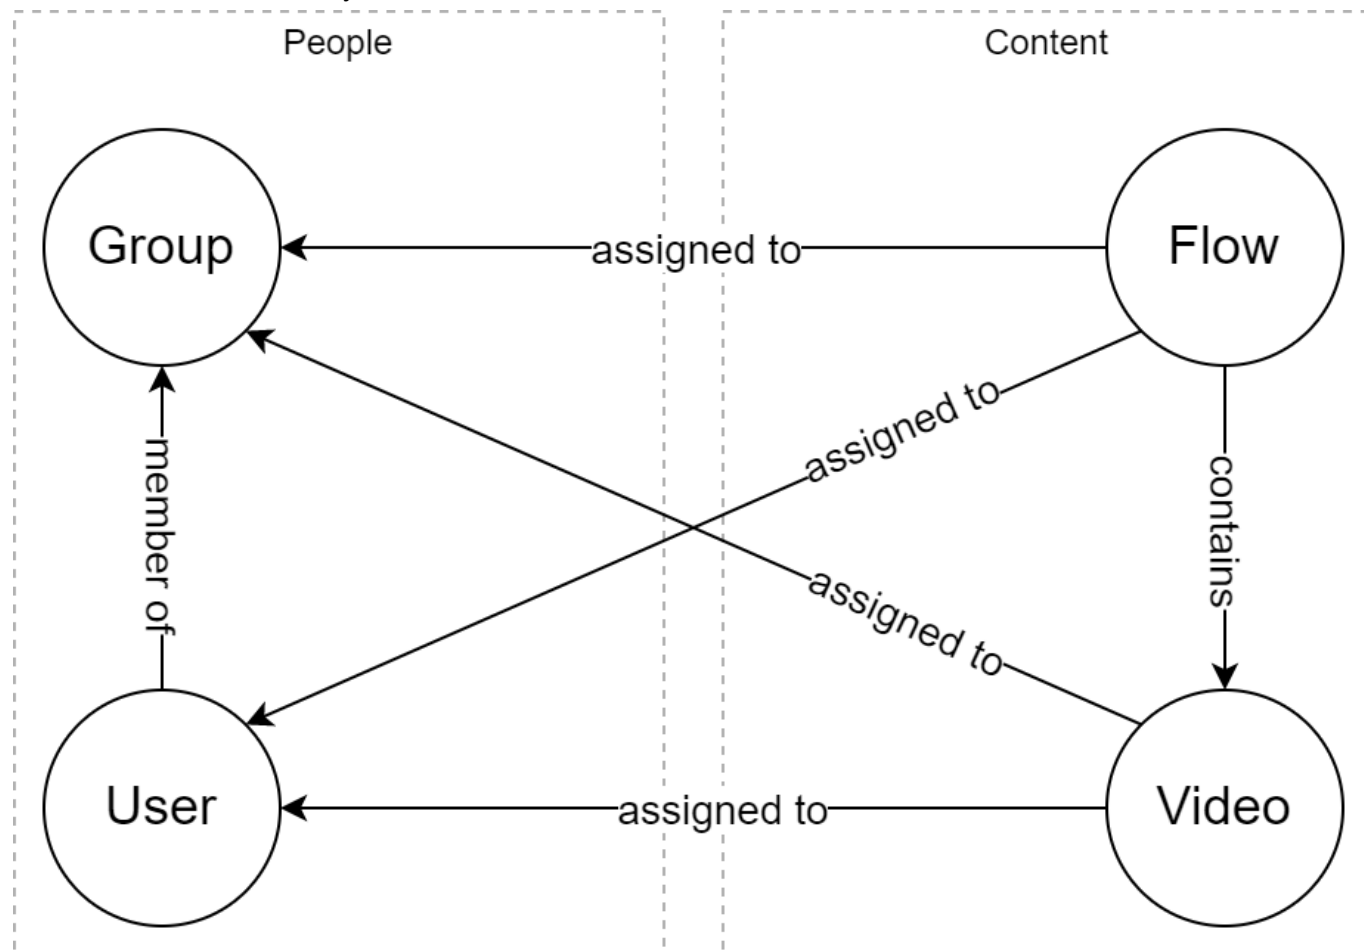 People
Content
Group
assigned to
Flow
assigned to
member of
contains
assigned to
User
assigned to
Video